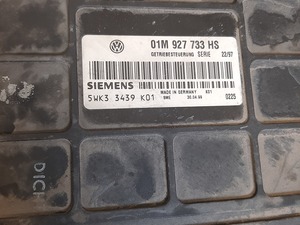 01M 927 733 HS
GETRIEBESTEUERUNG SERIE 22/97
SIEMENS
MADE IN GERMANY
5WK3 3439 K01
0225
DICH